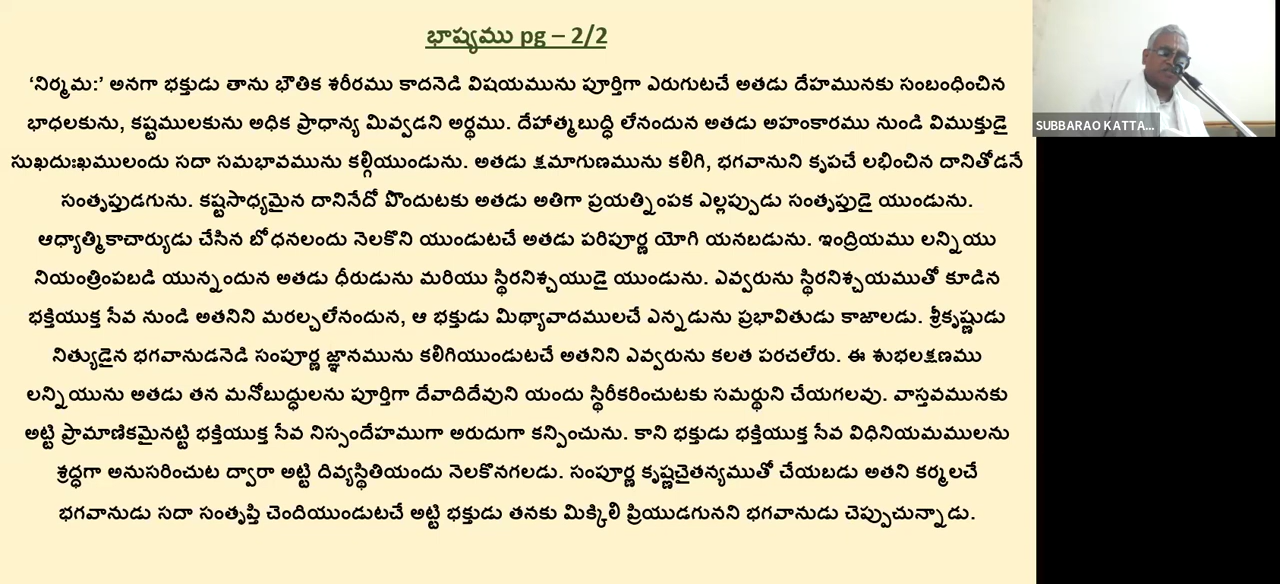 భాష్యము pg – 2/2
‘నిర్మమ:’ అనగా భక్తుడు తాను భౌతిక శరీరము కాదనెడి విషయమును పూర్తిగా ఎరుగుటచే అతడు దేహమునకు సంబంధించిన
భాధలకును, కష్టములకును అధిక ప్రాధాన్య మివ్వడని అర్థము. దేహాత్మబుద్ధి లేనందున అతడు అహంకారము నుండి విముక్తుడై
సుఖదుఃఖములందు సదా సమభావమును కల్గియుండును. అతడు క్షమాగుణమును కలిగి, భగవానుని కృపచే లభించిన దానితోడనే
సంతృప్తుడగును. కష్టసాధ్యమైన దానినేదో పొందుటకు అతడు అతిగా ప్రయత్నింపక ఎల్లప్పుడు సంతృప్తుడై యుండును.
ఆధ్యాత్మికాచార్యుడు చేసిన బోధనలందు నెలకొని యుండుటచే అతడు పరిపూర్ణ యోగి యనబడును. ఇంద్రియము లన్నియు
నియంత్రింపబడి యున్నందున అతడు ధీరుడును మరియు స్థిరనిశ్చయుడై యుండును. ఎవ్వరును స్థిరనిశ్చయముతో కూడిన
భక్తియుక్త సేవ నుండి అతనిని మరల్చలేనందున, ఆ భక్తుడు మిథ్యావాదములచే ఎన్నడును ప్రభావితుడు కాజాలడు. శ్రీకృష్ణుడు
నిత్యుడైన భగవానుడనెడి సంపూర్ణ జ్ఞానమును కలిగియుండుటచే అతనిని ఎవ్వరును కలత పరచలేరు. ఈ శుభలక్షణము
లన్నియును అతడు తన మనోబుద్ధులను పూర్తిగా దేవాదిదేవుని యందు స్థిరీకరించుటకు సమర్థుని చేయగలవు. వాస్తవమునకు
అట్టి ప్రామాణికమైనట్టి భక్తియుక్త సేవ నిస్సందేహముగా అరుదుగా కన్పించును. కాని భక్తుడు భక్తియుక్త సేవ విధినియమములను
శ్రద్ధగా అనుసరించుట ద్వారా అట్టి దివ్యస్థితియందు నెలకొనగలడు. సంపూర్ణ కృష్ణచైతన్యముతో చేయబడు అతని కర్మలచే
భగవానుడు సదా సంతృప్తి చెందియుండుటచే అట్టి భక్తుడు తనకు మిక్కిలి ప్రియుడగునని భగవానుడు చెప్పుచున్నాడు.
SUBBARAO KATTA...